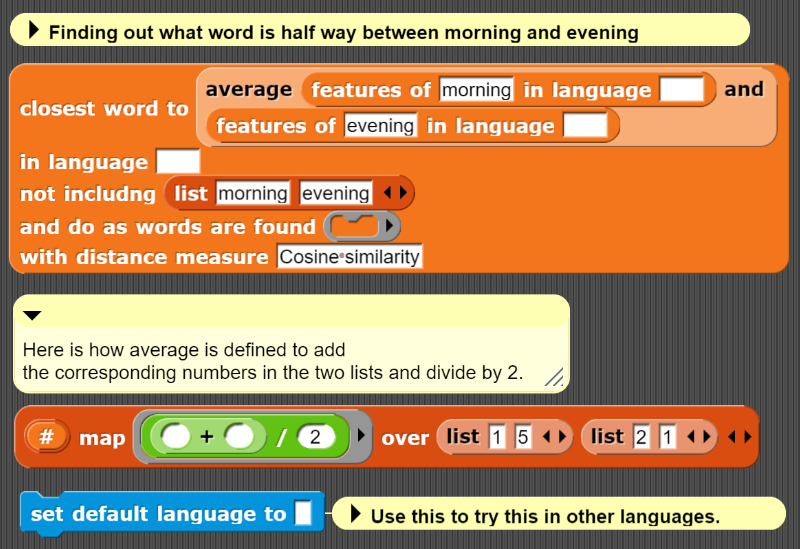 Finding out what word is half way between morning and evening
closest word to average features of morning in language and
features of evening in language
in language
not includng list morning evening
and do as words are found
with distance measure Cosine similarity
Here is how average is defined to add
the corresponding numbers in the two lists and divide by 2.
# map + / 2 over list 1 5 list 2 1
set default language to Use this to try this in other languages.